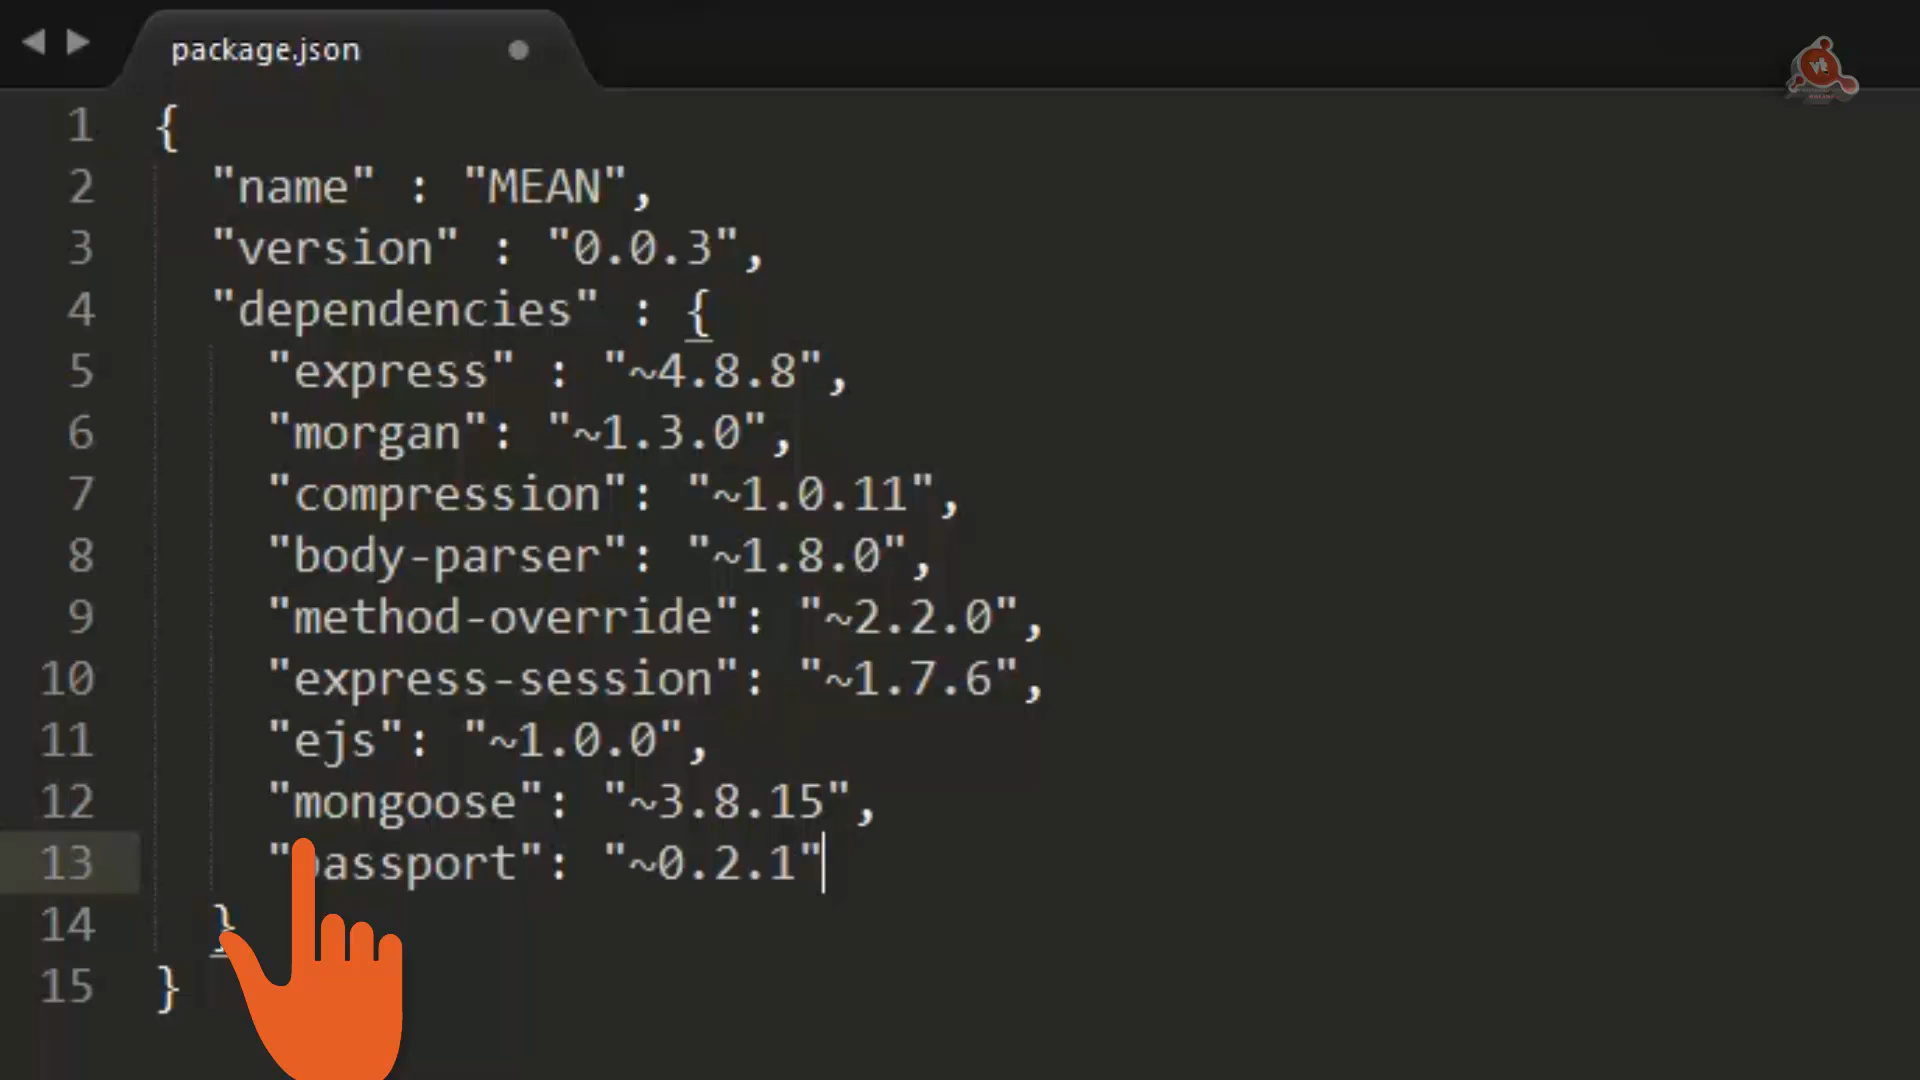 package.json
1 {
2 "name" : "MEAN",
3 "version" : "0.0.3",
4 "dependencies" : {
5 "express" : "~4.8.8",
6 "morgan": "~1.3.0",
7 "compression": "~1.0.11",
8 "body-parser": "~1.8.0",
9 "method-override": "~2.2.0",
10 "express-session": "~1.7.6",
11 "ejs": "~1.0.0",
12 "mongoose": "~3.8.15",
13 "passport": "~0.2.1"
14 }
15 }
vt